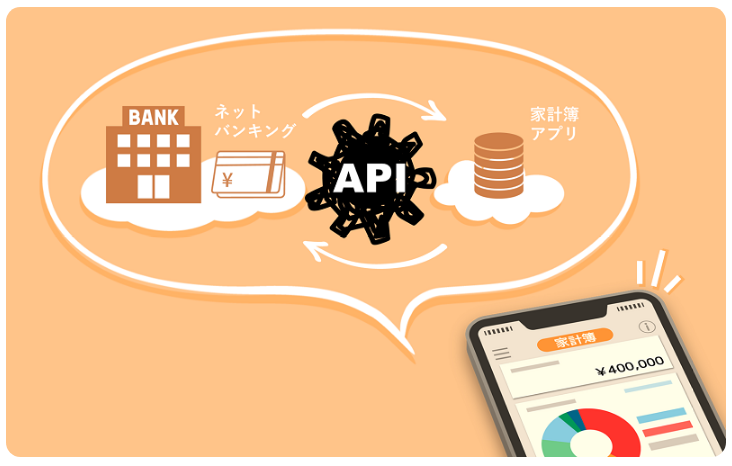 BANK
ネット
バンキング
¥
API
家計簿
アプリ
家計簿
i
¥400,000